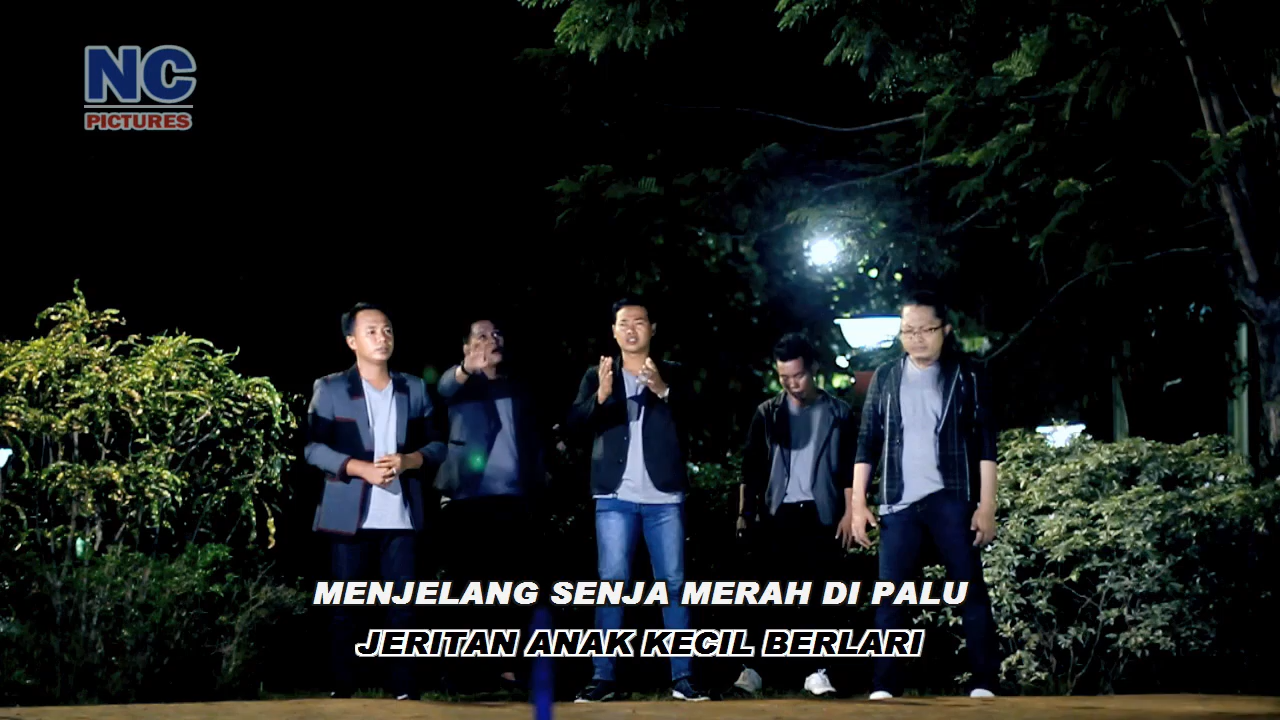 NC
PICTURES
MENJELANG SENJA MERAH DI PALU
JERITAN ANAK KECIL BERLARI